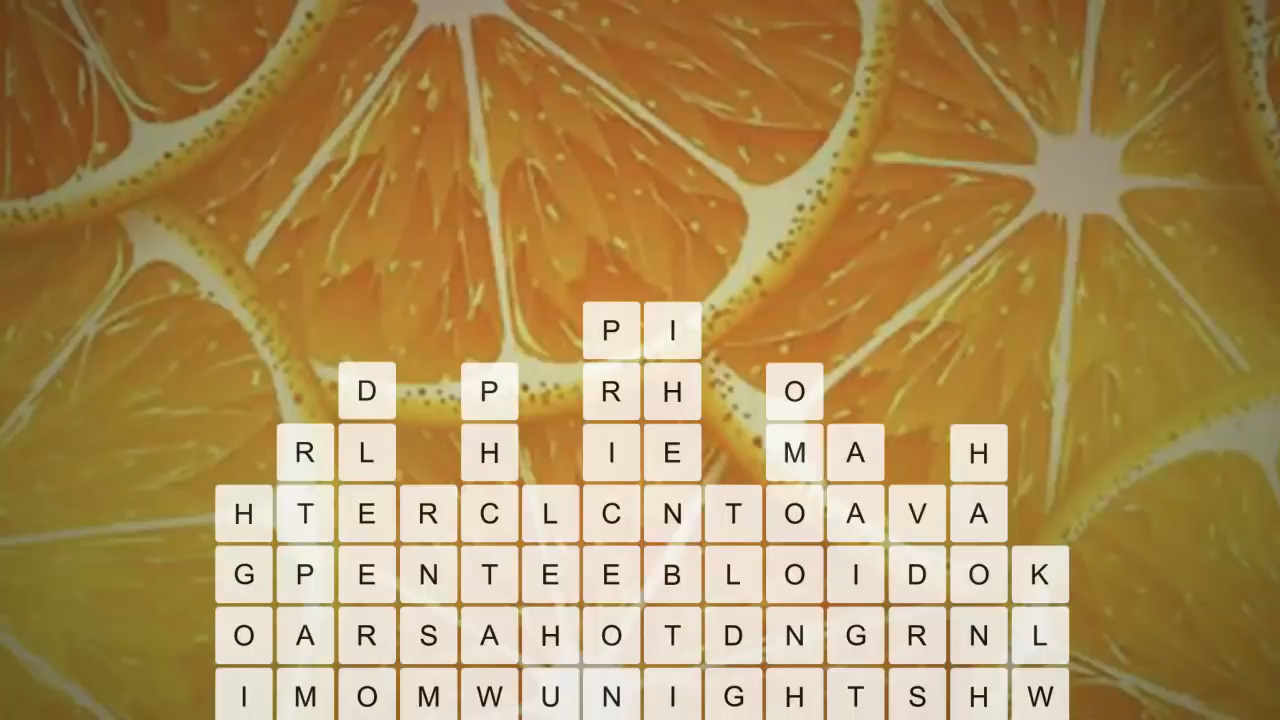 P I
D P R H O
R L H I E M A H
H T E R C L C N T O A V A
G P E N T E E B L O I D O K
O A R S A H O T D N G R N L
I M O M W U N I G H T S H W